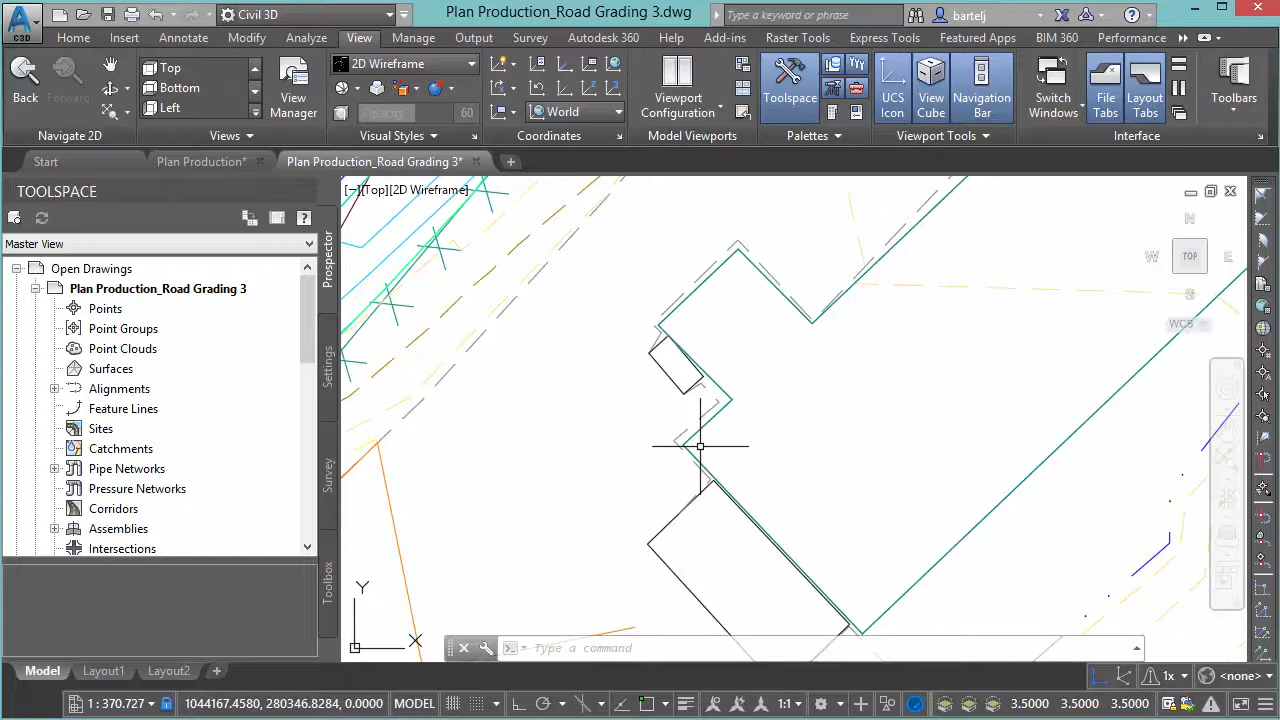 Plan Production_Road Grading 3.dwg
Type a keyword or phrase
bartelj
Civil 3D
C3D
Home
Insert
Annotate
Modify
Analyze
View
Manage
Output
Survey
Autodesk 360
Help
Add-ins
Raster Tools
Express Tools
Featured Apps
BIM 360
Performance
Back
Forward
Navigate 2D
Top
Bottom
Left
Views
View Manager
2D Wireframe
Opacity
60
Visual Styles
World
Coordinates
Viewport Configuration
Model Viewports
Toolspace
Palettes
UCS Icon
View Cube
Navigation Bar
Viewport Tools
Switch Windows
File Tabs
Layout Tabs
Interface
Toolbars
Start
Plan Production*
Plan Production_Road Grading 3*
TOOLSPACE
Master View
Open Drawings
Plan Production_Road Grading 3
Points
Point Groups
Point Clouds
Surfaces
Alignments
Feature Lines
Sites
Catchments
Pipe Networks
Pressure Networks
Corridors
Assemblies
Intersections
Prospector
Settings
Survey
Toolbox
[−][Top][2D Wireframe]
N
W
TOP
E
S
WCS
Y
X
Type a command
Model
Layout1
Layout2
1x
<none>
1 : 370.727
1044167.4580, 280346.8284, 0.0000
MODEL
1:1
3.5000
3.5000
3.5000